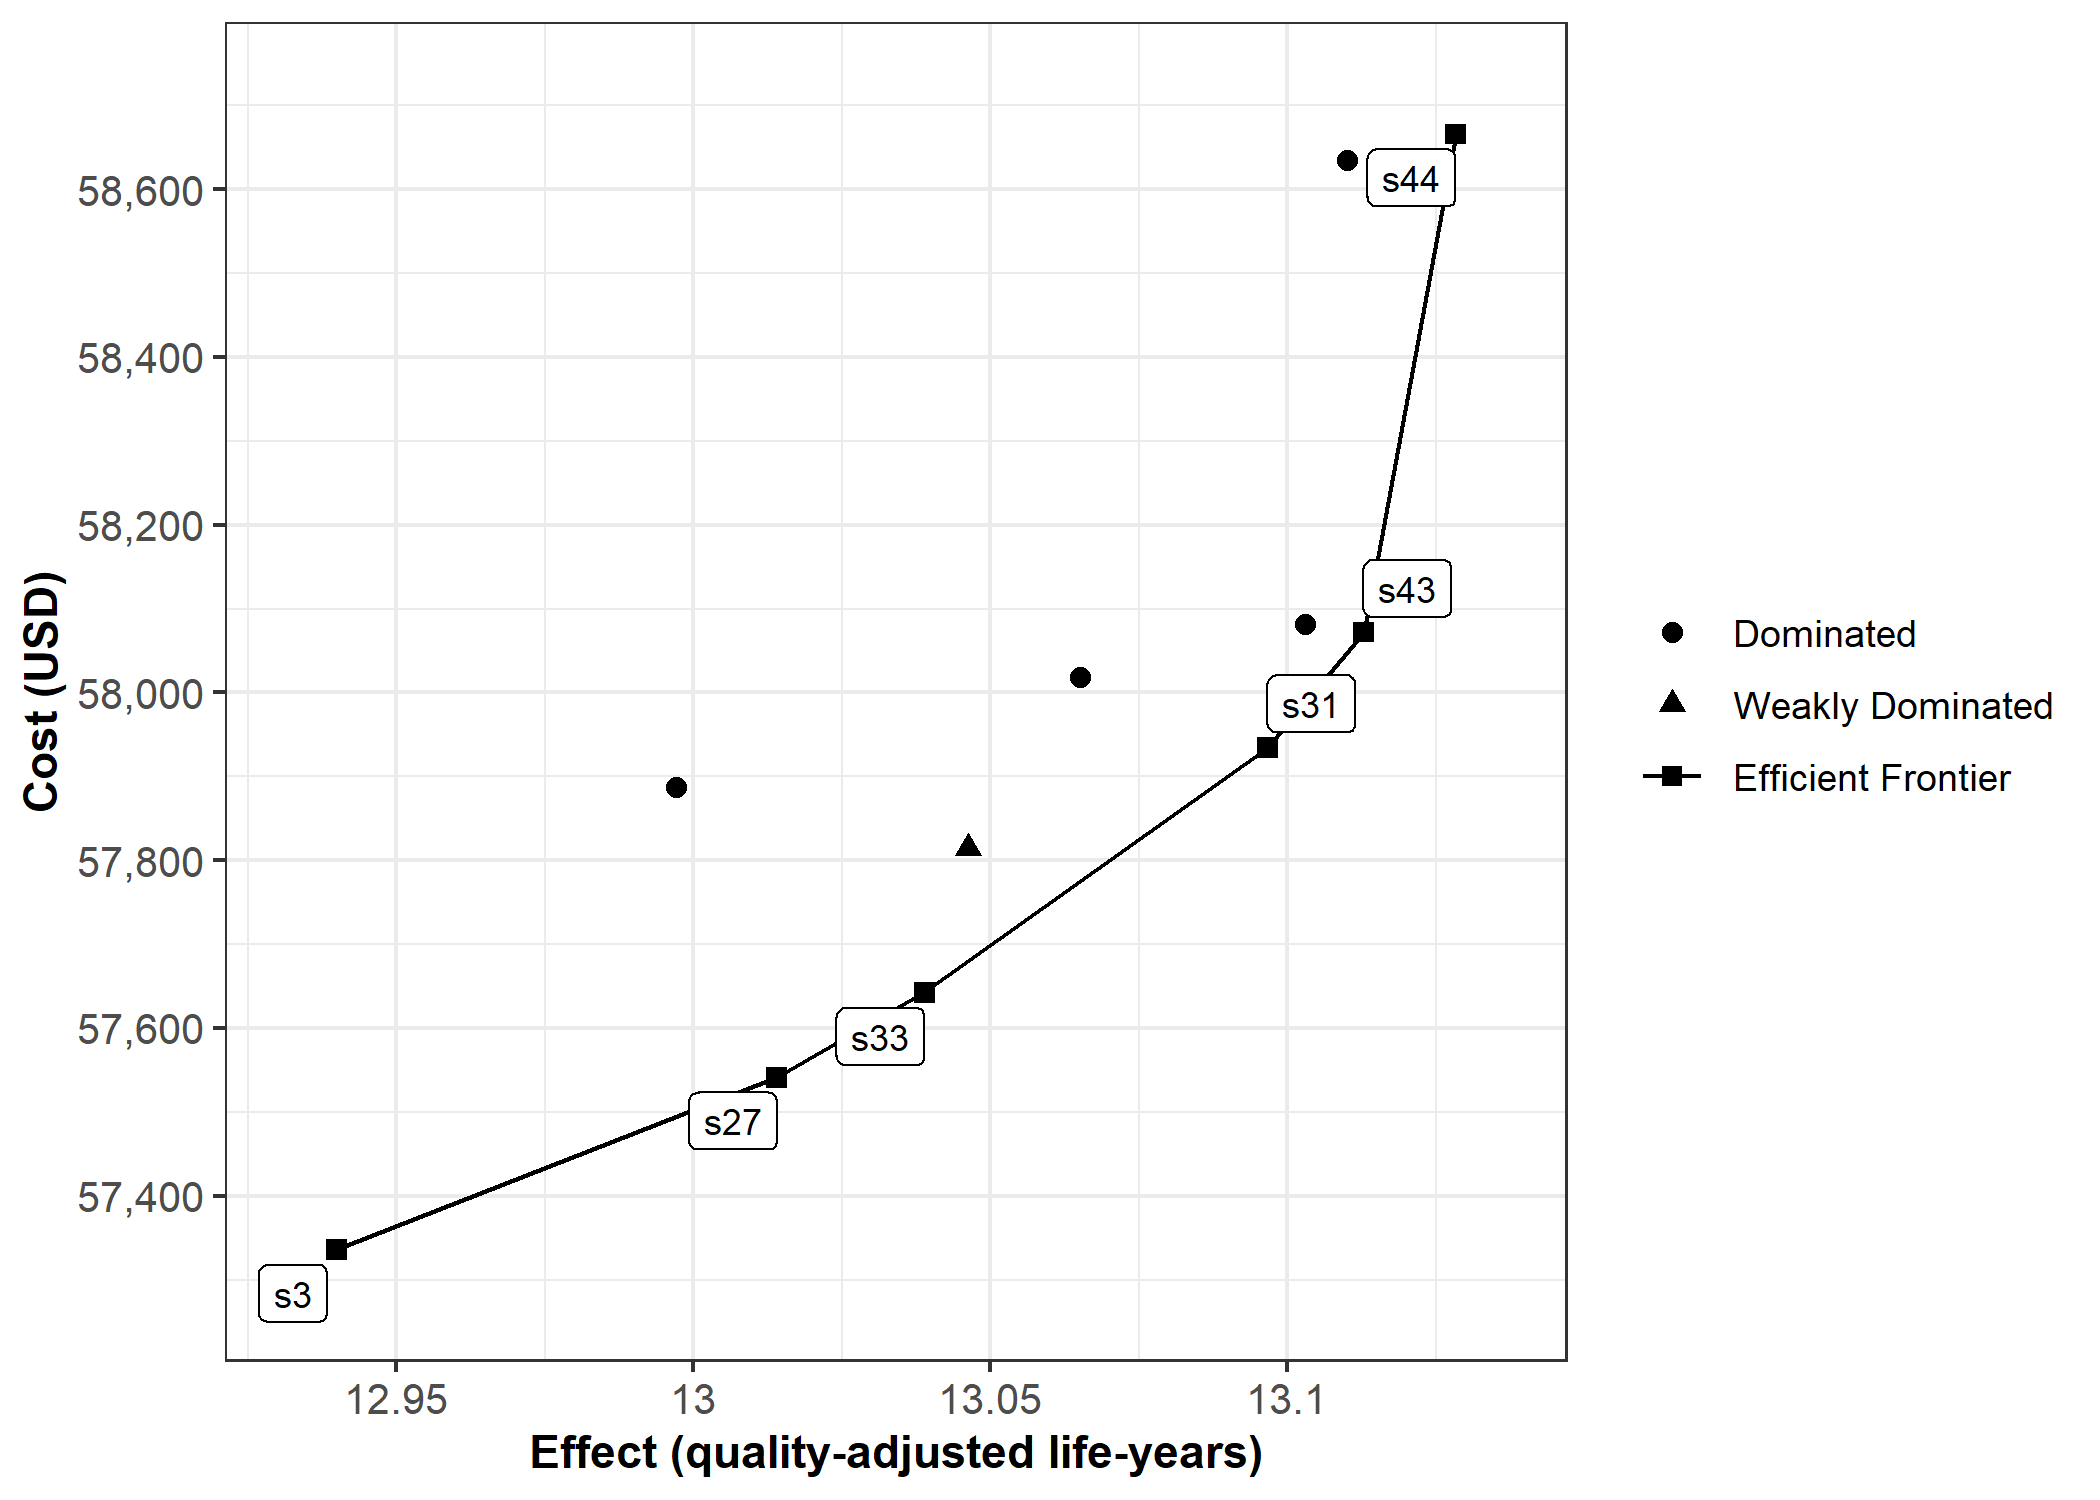 58,600
58,400
58,200
58,000
57,800
57,600
57,400
Cost (USD)
s44
s43
s31
s33
s27
s3
12.95
13
13.05
13.1
Effect (quality-adjusted life-years)
Dominated
Weakly Dominated
Efficient Frontier